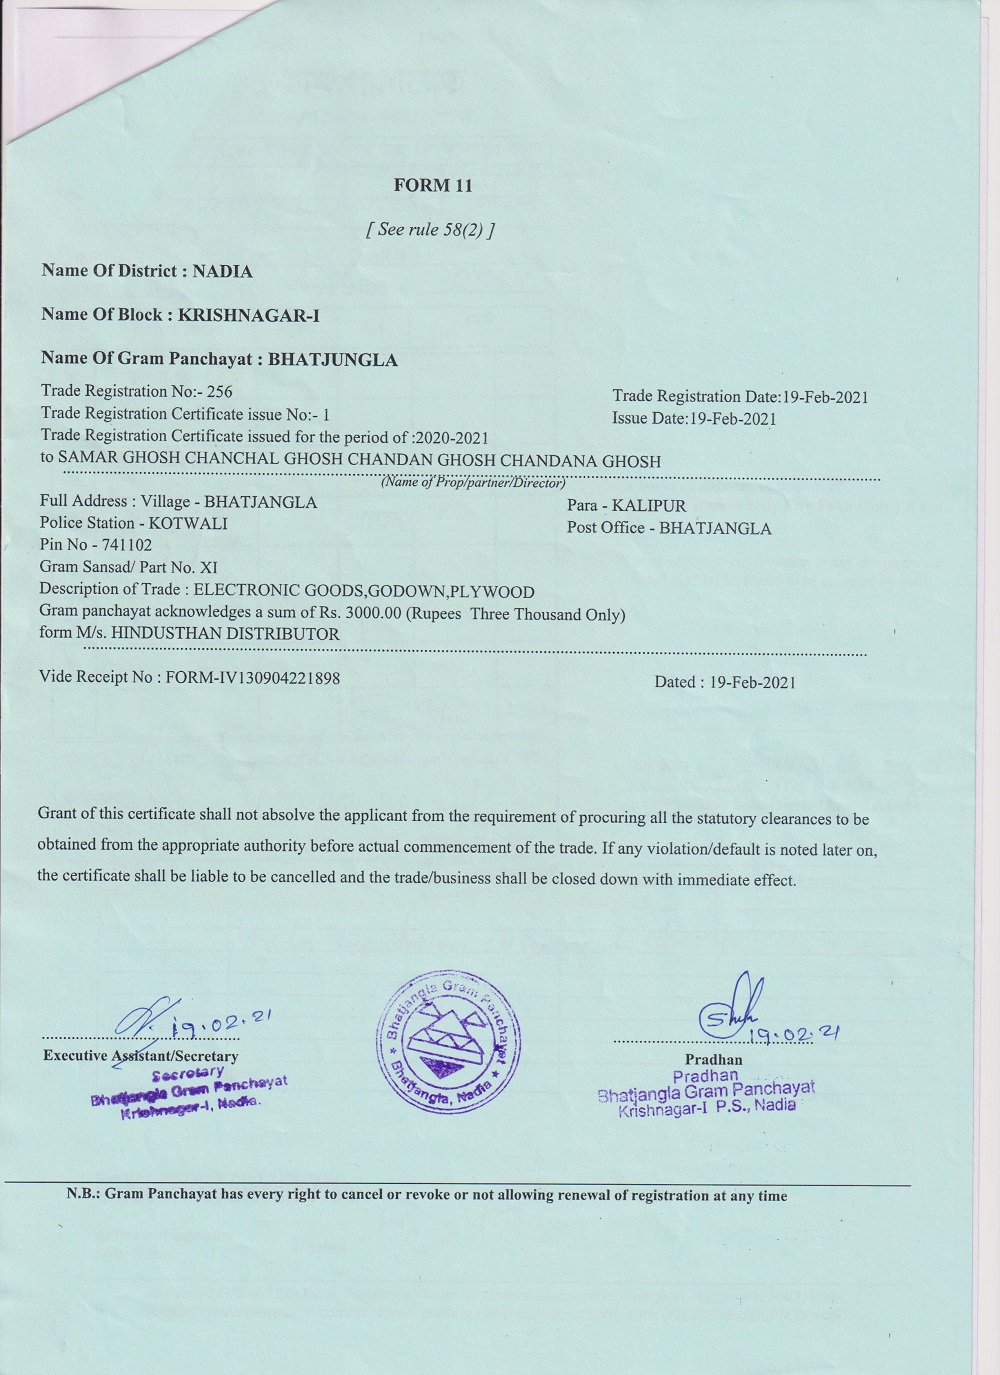 FORM 11
[ See rule 58(2) ]
Name Of District : NADIA
Name Of Block : KRISHNAGAR-I
Name Of Gram Panchayat : BHATJUNGLA
Trade Registration No:- 256
Trade Registration Date:19-Feb-2021
Trade Registration Certificate issue No:- 1
Issue Date:19-Feb-2021
Trade Registration Certificate issued for the period of :2020-2021
to SAMAR GHOSH CHANCHAL GHOSH CHANDAN GHOSH CHANDANA GHOSH
(Name of Prop/partner/Director)
Full Address : Village - BHATJANGLA
Para - KALIPUR
Police Station - KOTWALI
Post Office - BHATJANGLA
Pin No - 741102
Gram Sansad/ Part No. XI
Description of Trade : ELECTRONIC GOODS,GODOWN,PLYWOOD
Gram panchayat acknowledges a sum of Rs. 3000.00 (Rupees  Three Thousand Only)
form M/s. HINDUSTHAN DISTRIBUTOR
Vide Receipt No : FORM-IV130904221898
Dated : 19-Feb-2021
Grant of this certificate shall not absolve the applicant from the requirement of procuring all the statutory clearances to be
obtained from the appropriate authority before actual commencement of the trade. If any violation/default is noted later on,
the certificate shall be liable to be cancelled and the trade/business shall be closed down with immediate effect.
19.02.21
Executive Assistant/Secretary
Secretary
Bhatjangla Gram Panchayat
Krishnagar-I, Nadia.
Bhatjangla Gram Panchayat
★ Bhatjangla, Nadia ★
19.02.21
Pradhan
Pradhan
Bhatjangla Gram Panchayat
Krishnagar-I P.S., Nadia
N.B.: Gram Panchayat has every right to cancel or revoke or not allowing renewal of registration at any time